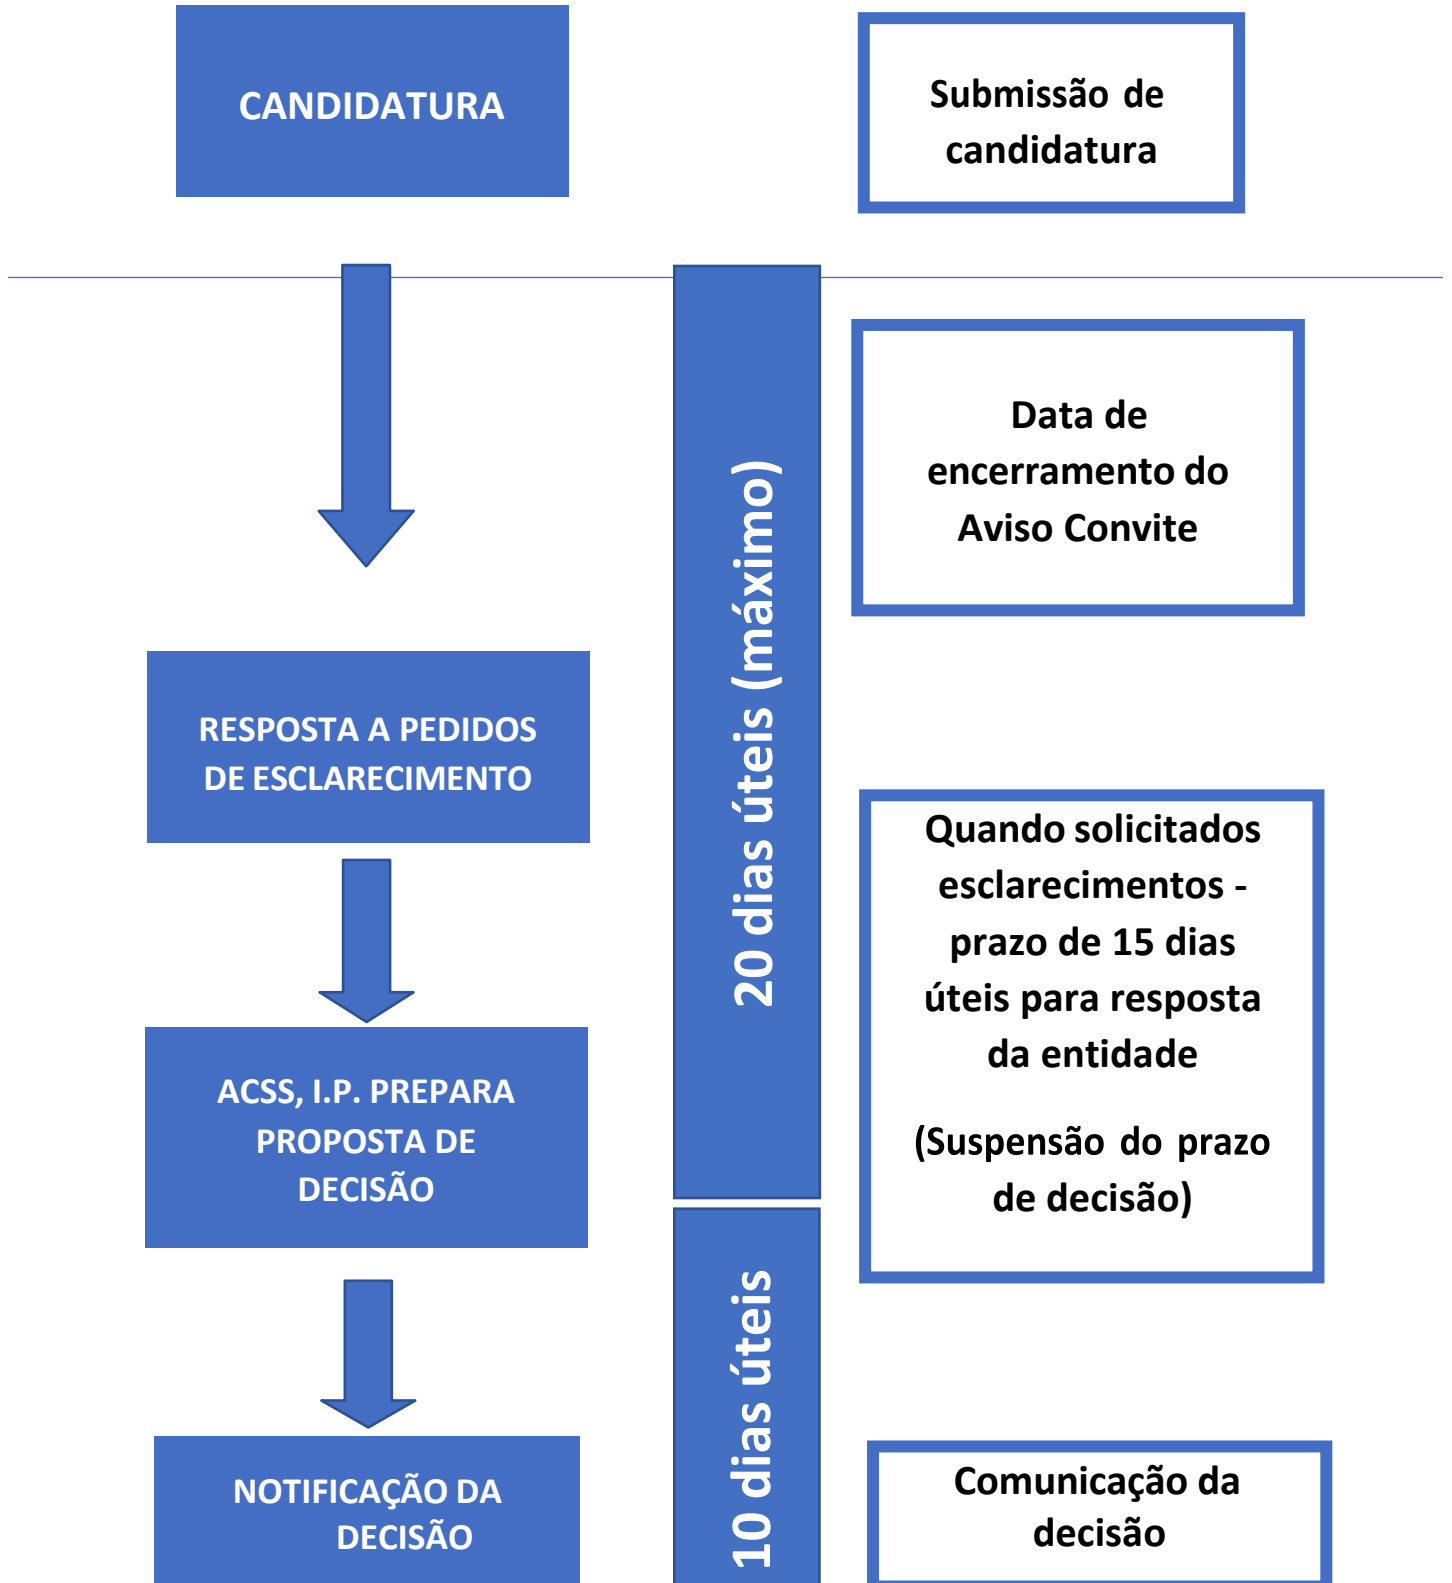 CANDIDATURA
Submissão de
candidatura
20 dias úteis (máximo)
Data de
encerramento do
Aviso Convite
RESPOSTA A PEDIDOS
DE ESCLARECIMENTO
Quando solicitados
esclarecimentos -
prazo de 15 dias
úteis para resposta
da entidade
(Suspensão do prazo
de decisão)
ACSS, I.P. PREPARA
PROPOSTA DE
DECISÃO
10 dias úteis
NOTIFICAÇÃO DA
DECISÃO
Comunicação da
decisão